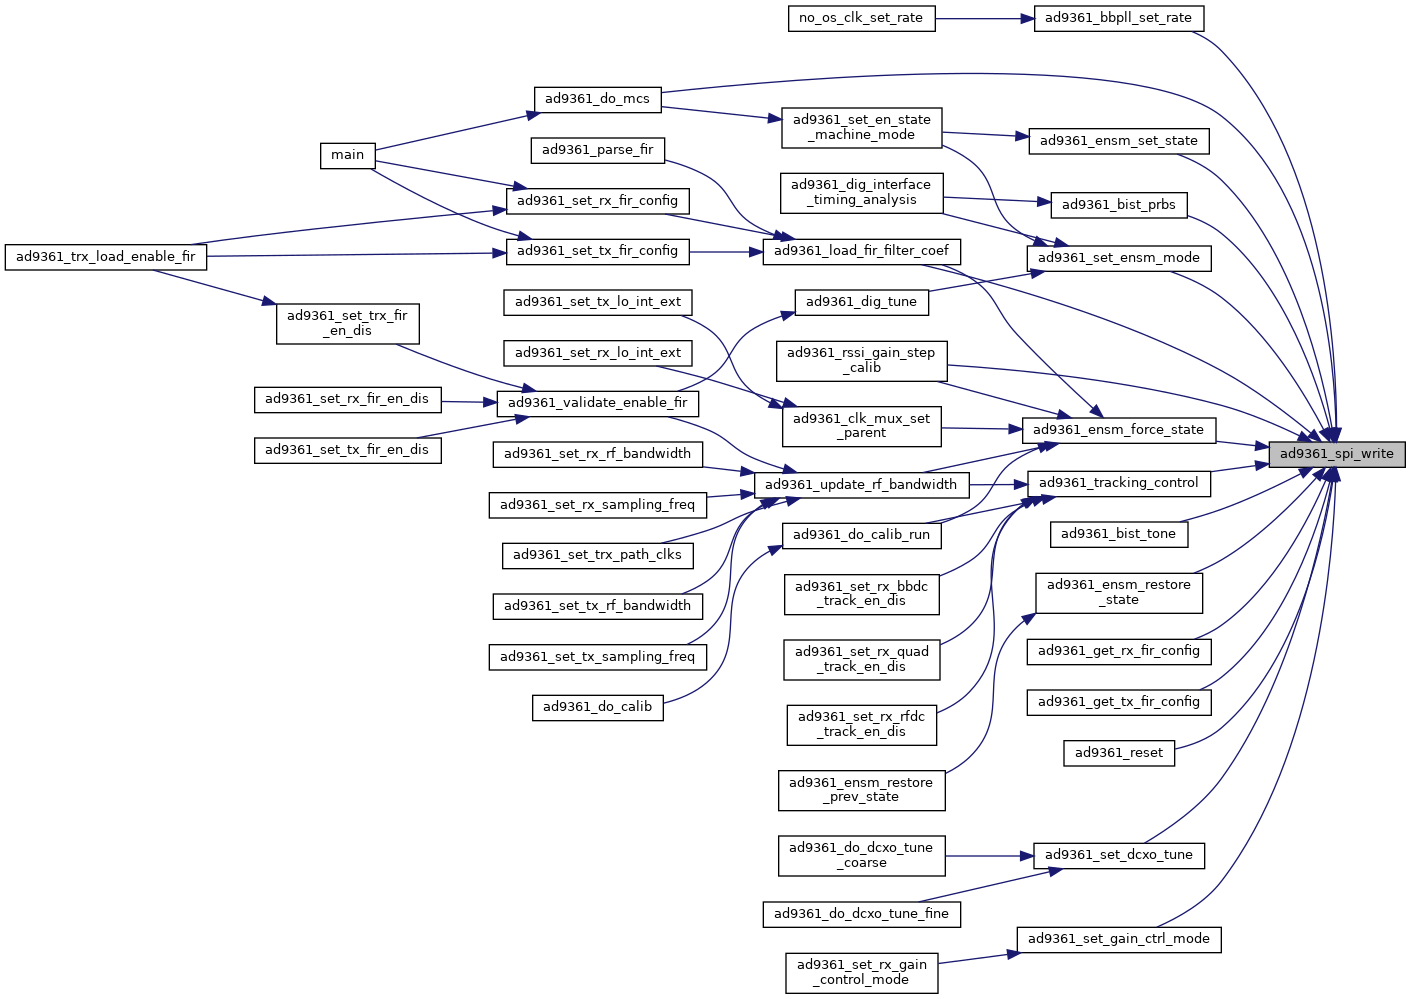 no_os_clk_set_rate
ad9361_bbpll_set_rate
ad9361_do_mcs
ad9361_set_en_state
_machine_mode
ad9361_ensm_set_state
main
ad9361_parse_fir
ad9361_dig_interface
_timing_analysis
ad9361_bist_prbs
ad9361_set_rx_fir_config
ad9361_trx_load_enable_fir
ad9361_set_tx_fir_config
ad9361_load_fir_filter_coef
ad9361_set_ensm_mode
ad9361_set_trx_fir
_en_dis
ad9361_set_tx_lo_int_ext
ad9361_dig_tune
ad9361_set_rx_lo_int_ext
ad9361_rssi_gain_step
_calib
ad9361_set_rx_fir_en_dis
ad9361_validate_enable_fir
ad9361_clk_mux_set
_parent
ad9361_ensm_force_state
ad9361_set_tx_fir_en_dis
ad9361_set_rx_rf_bandwidth
ad9361_spi_write
ad9361_update_rf_bandwidth
ad9361_tracking_control
ad9361_set_rx_sampling_freq
ad9361_do_calib_run
ad9361_bist_tone
ad9361_set_trx_path_clks
ad9361_set_rx_bbdc
_track_en_dis
ad9361_ensm_restore
_state
ad9361_set_tx_rf_bandwidth
ad9361_set_tx_sampling_freq
ad9361_set_rx_quad
_track_en_dis
ad9361_get_rx_fir_config
ad9361_do_calib
ad9361_set_rx_rfdc
_track_en_dis
ad9361_get_tx_fir_config
ad9361_reset
ad9361_ensm_restore
_prev_state
ad9361_do_dcxo_tune
_coarse
ad9361_set_dcxo_tune
ad9361_do_dcxo_tune_fine
ad9361_set_gain_ctrl_mode
ad9361_set_rx_gain
_control_mode